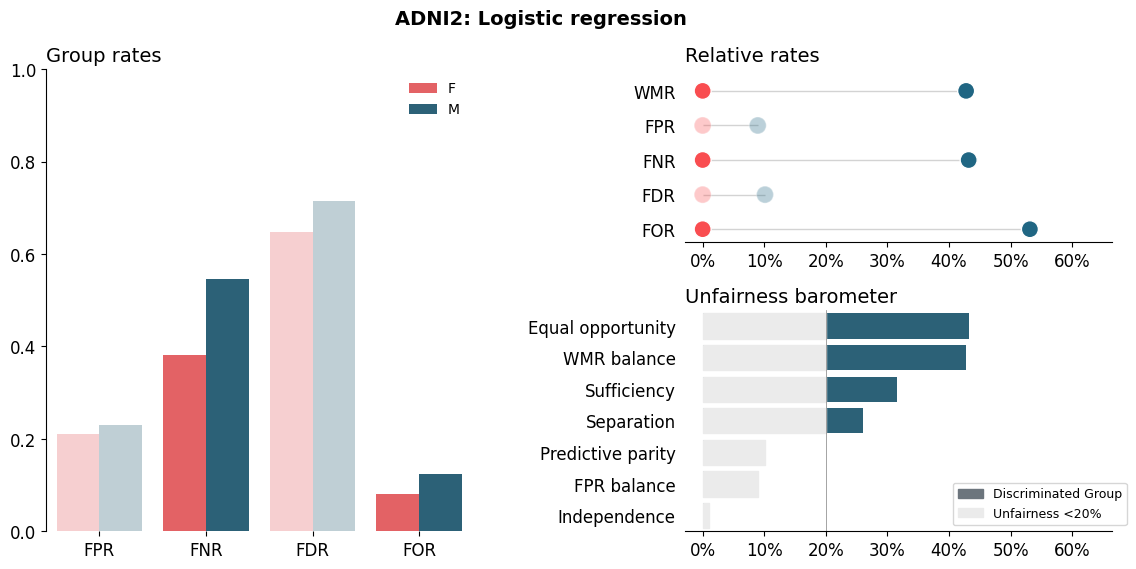 ADNI2: Logistic regression
Group rates
1.0
0.8
0.6
0.4
0.2
0.0
FPR
FNR
FDR
FOR
F
M
Relative rates
WMR
FPR
FNR
FDR
FOR
0% 10% 20% 30% 40% 50% 60%
Unfairness barometer
Equal opportunity
WMR balance
Sufficiency
Separation
Predictive parity
FPR balance
Independence
Discriminated Group
Unfairness <20%
0% 10% 20% 30% 40% 50% 60%